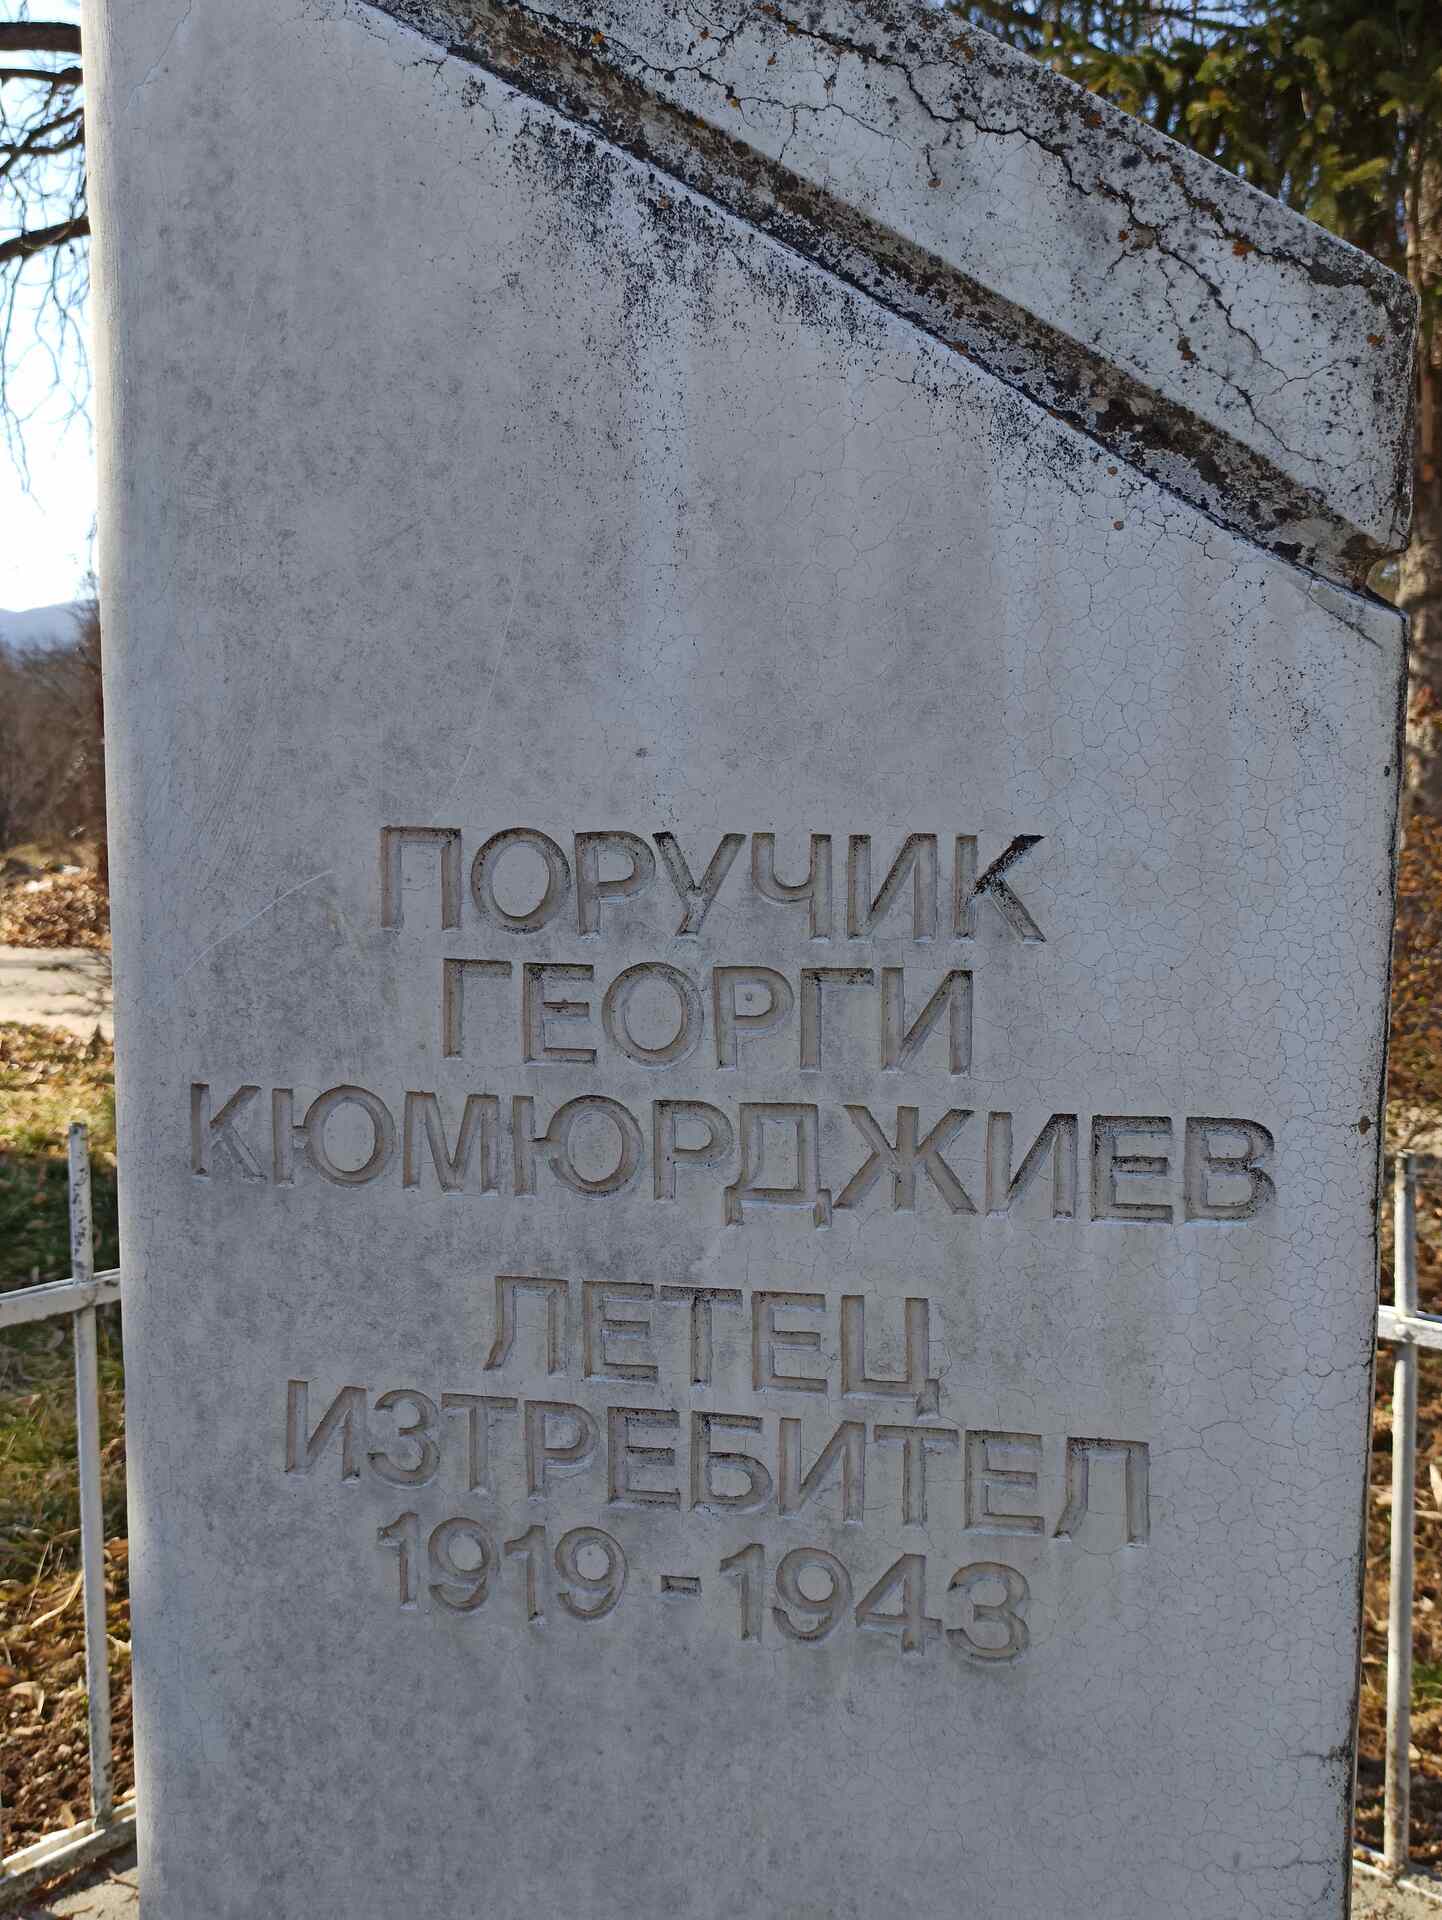 ПОРУЧИК
ГЕОРГИ
КЮМЮРДЖИЕВ
ЛЕТЕЦ
ИЗТРЕБИТЕЛ
1919-1943